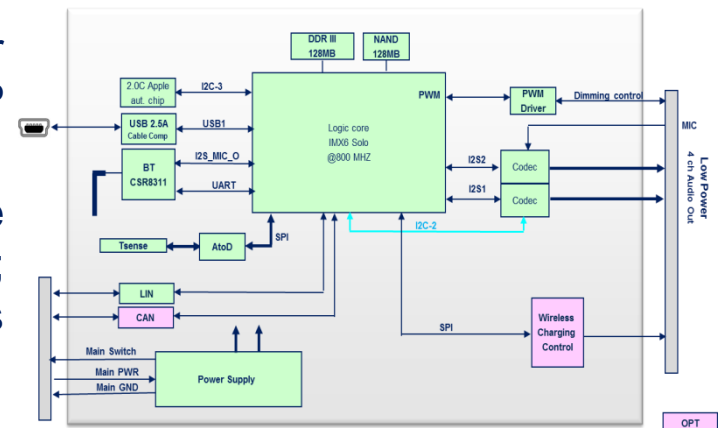 DDR III
128MB
NAND
128MB
2.0C Apple
aut. chip
I2C-3
PWM
PWM
Driver
Dimming control
USB 2.5A
Cable Comp
USB1
Logic core
IMX6 Solo
@800 MHZ
MIC
BT
CSR8311
I2S_MIC_O
UART
I2S2
Codec
I2S1
Codec
Low Power
4 ch Audio Out
I2C-2
Tsense
AtoD
SPI
LIN
CAN
SPI
Wireless
Charging
Control
Main Switch
Main PWR
Main GND
Power Supply
OPT